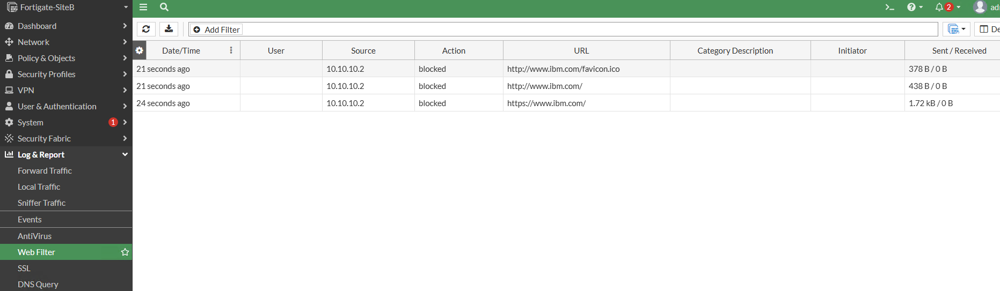 Fortigate-SiteB
2
adı
Dashboard
Network
Policy & Objects
Security Profiles
VPN
User & Authentication
System 1
Security Fabric
Log & Report
Forward Traffic
Local Traffic
Sniffer Traffic
Events
AntiVirus
Web Filter
SSL
DNS Query
Add Filter
De
Date/Time User Source Action URL Category Description Initiator Sent / Received
21 seconds ago 10.10.10.2 blocked http://www.ibm.com/favicon.ico 378 B / 0 B
21 seconds ago 10.10.10.2 blocked http://www.ibm.com/ 438 B / 0 B
24 seconds ago 10.10.10.2 blocked https://www.ibm.com/ 1.72 kB / 0 B